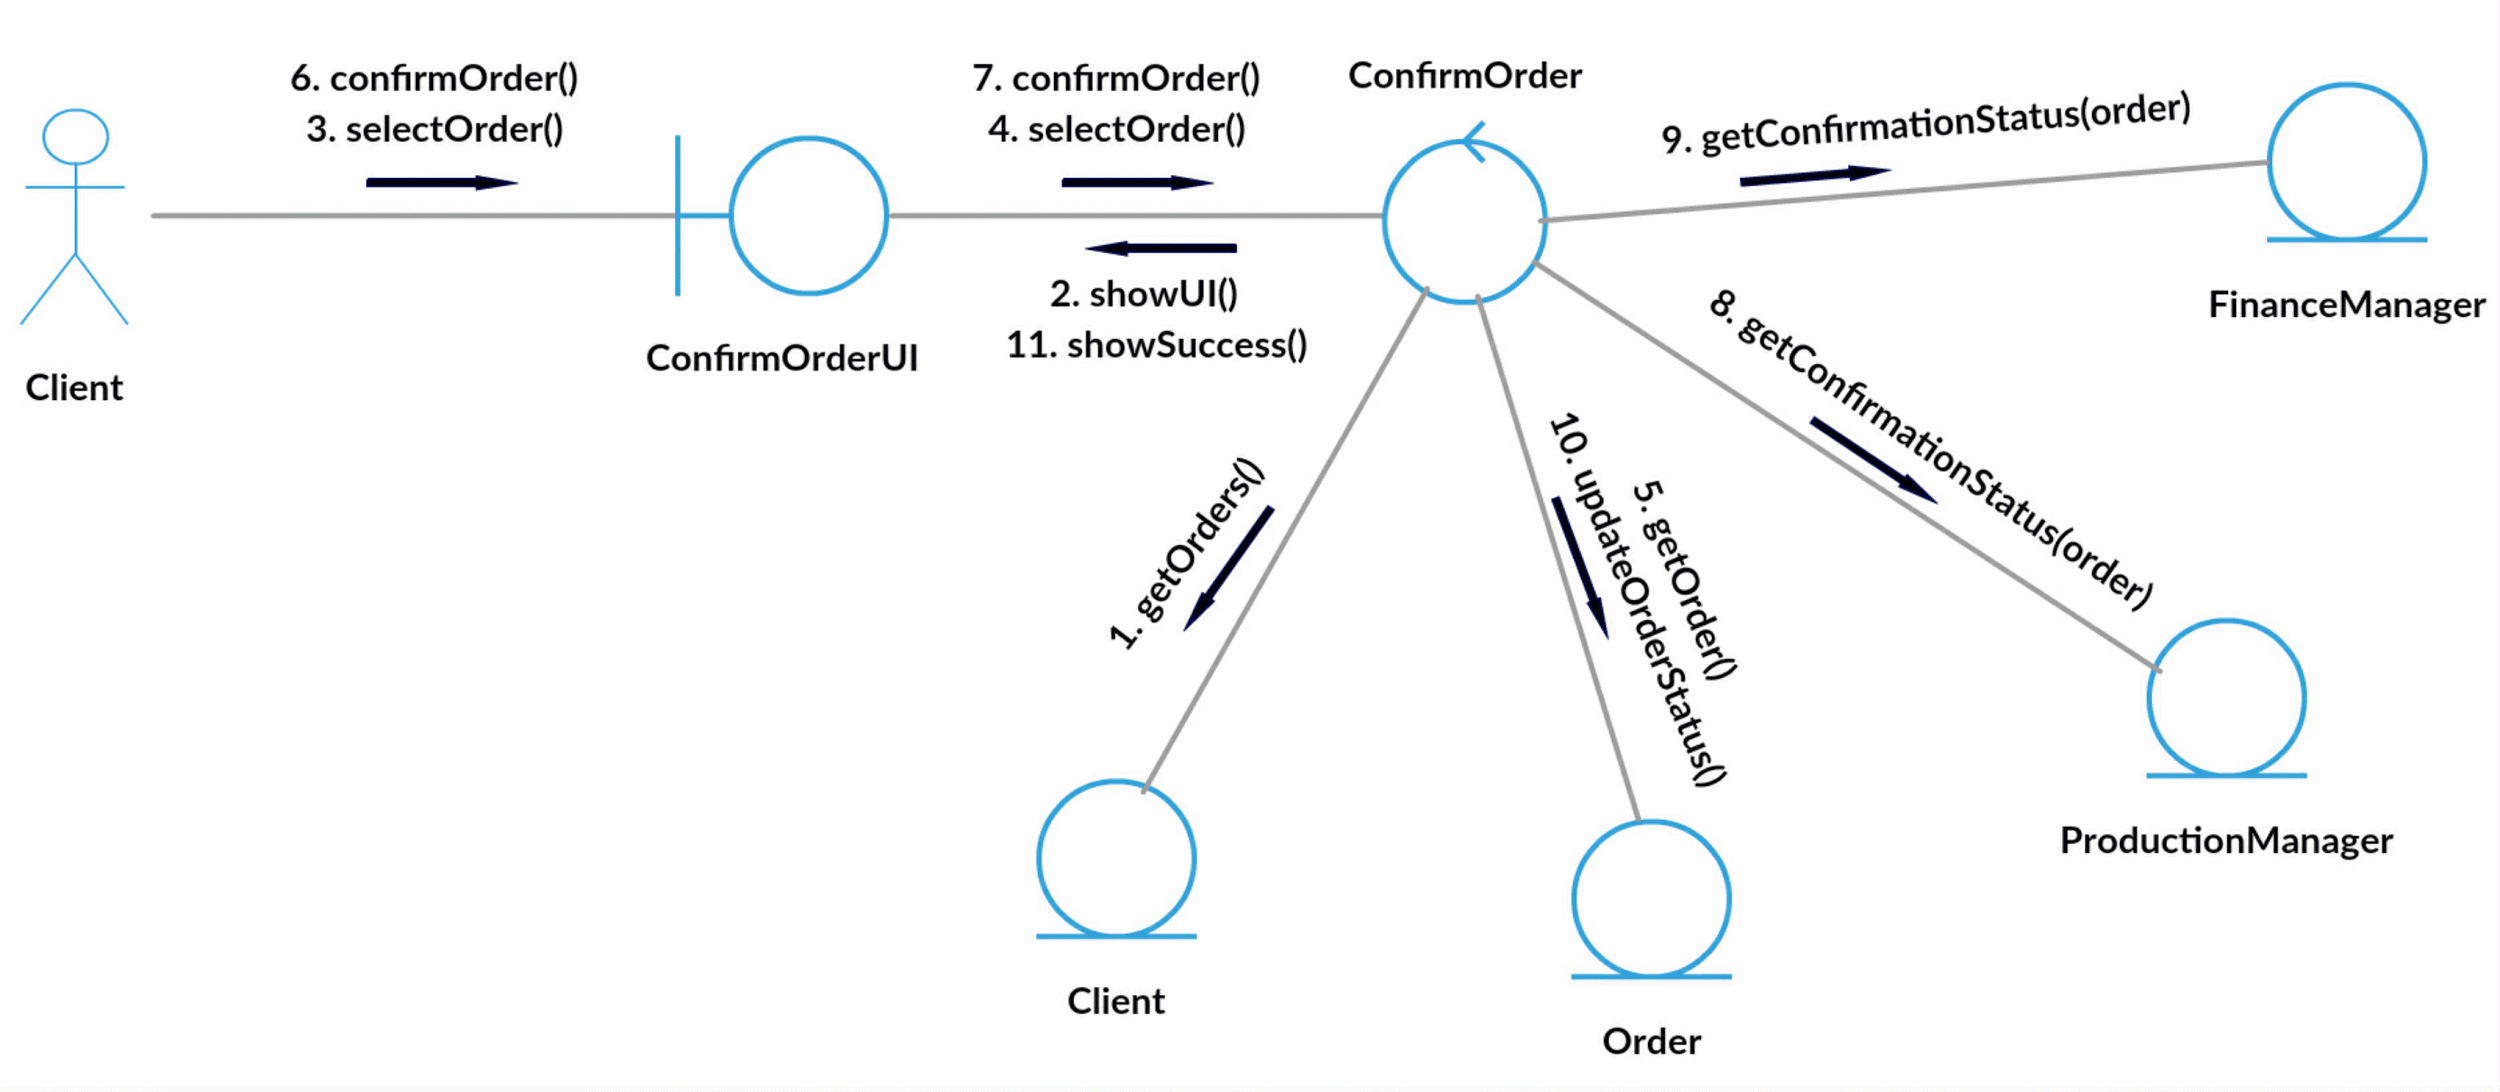 6. confirmOrder()
3. selectOrder()
7. confirmOrder()
4. selectOrder()
ConfirmOrder
9. getConfirmationStatus(order)
2. showUI()
11. showSuccess()
FinanceManager
ConfirmOrderUI
Client
8. getConfirmationStatus(order)
1. getOrders()
10. updateOrderStatus()
5. getOrder()
ProductionManager
Client
Order